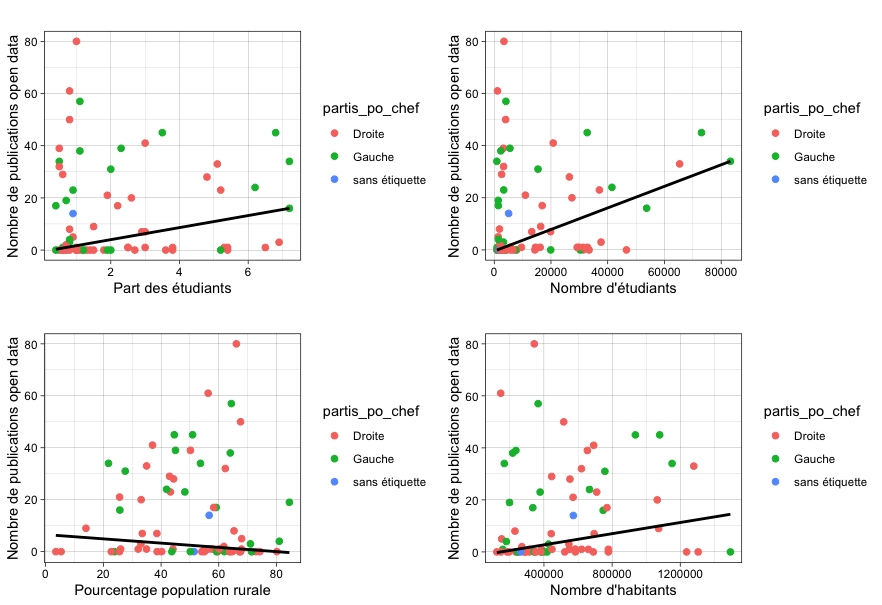 Nombre de publications open data
80
60
40
20
0
2
4
6
Part des étudiants
partis_po_chef
Droite
Gauche
sans étiquette
Nombre de publications open data
80
60
40
20
0
0
20000
40000
60000
80000
Nombre d'étudiants
partis_po_chef
Droite
Gauche
sans étiquette
Nombre de publications open data
80
60
40
20
0
0
20
40
60
80
Pourcentage population rurale
partis_po_chef
Droite
Gauche
sans étiquette
Nombre de publications open data
80
60
40
20
0
400000
800000
1200000
Nombre d'habitants
partis_po_chef
Droite
Gauche
sans étiquette